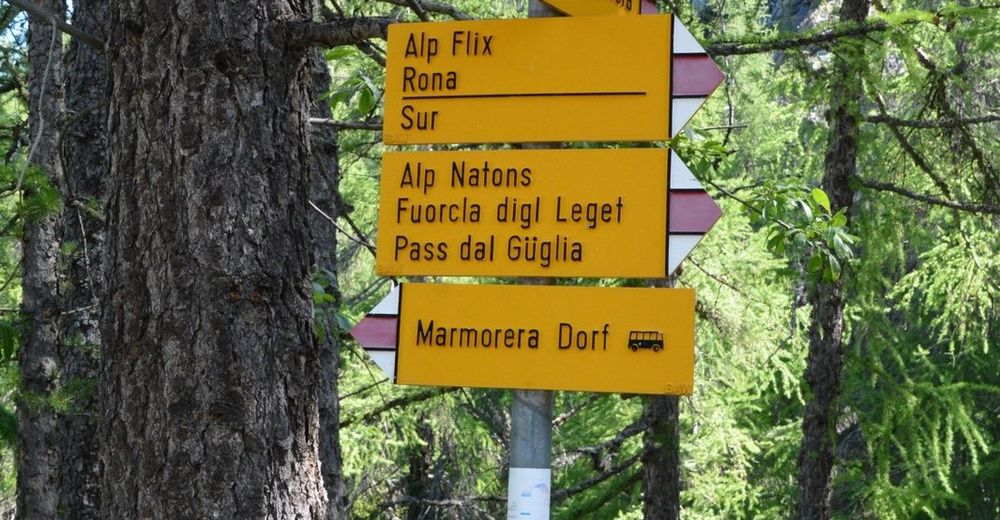 Alp Flix
Rona
Sur
Alp Natons
Fuorcla digl Leget
Pass dal Güglia
Marmorera Dorf